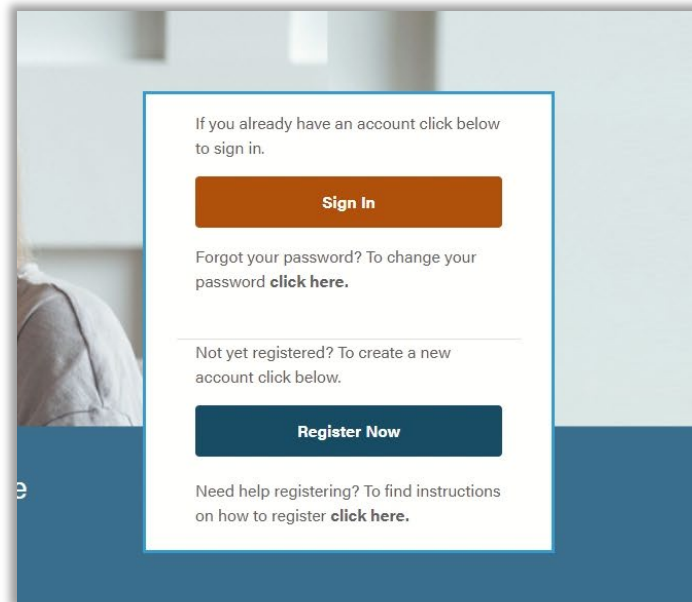 If you already have an account click below
to sign in.
Sign In
Forgot your password? To change your
password click here.
Not yet registered? To create a new
account click below.
Register Now
e
Need help registering? To find instructions
on how to register click here.